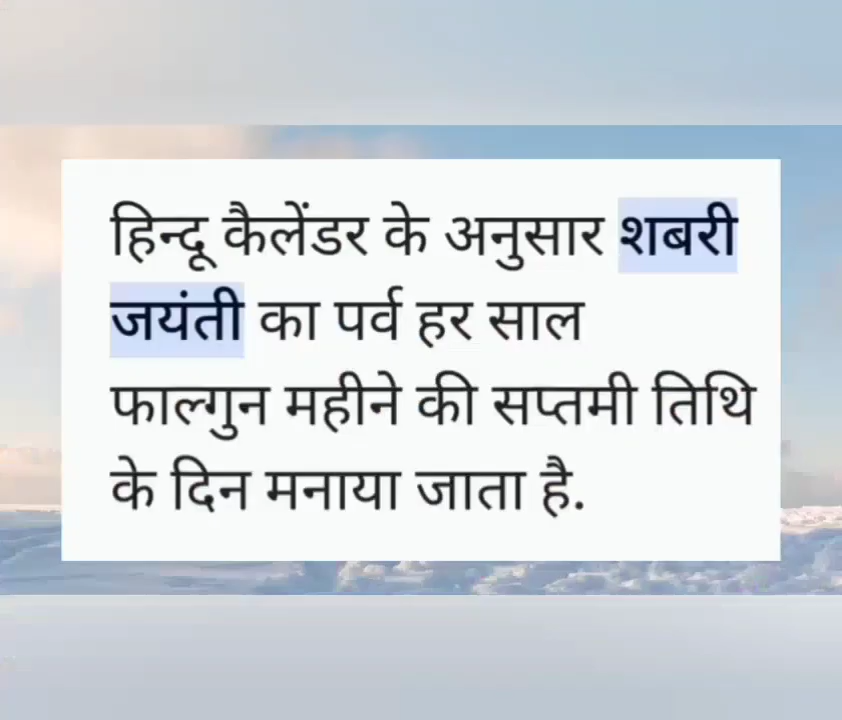 हिन्दू कैलेंडर के अनुसार शबरी
जयंती का पर्व हर साल
फाल्गुन महीने की सप्तमी तिथि
के दिन मनाया जाता है.